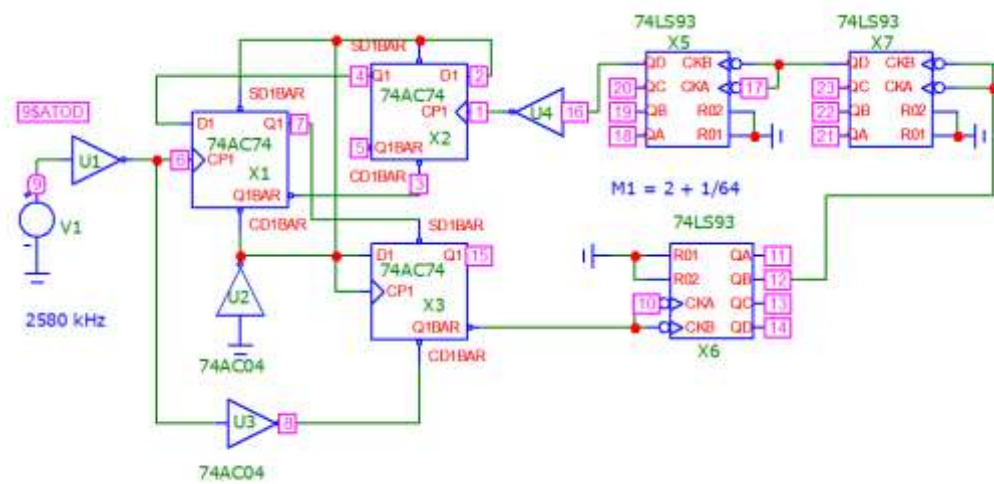 74LS93
X5
74LS93
X7
SD1BAR
4 Q1 D1 2
74AC74
CP1 1
X2
5 Q1BAR
CD1BAR
3
U4
16
QD CKB
20 QC CKA 17
19 QB R02
18 QA R01
QD CKB
23 QC CKA
22 QB R02
21 QA R01
9$ATOD
U1
9
V1
2580 kHz
SD1BAR
D1 Q1 7
74AC74
6 CP1
X1
Q1BAR
CD1BAR
M1 = 2 + 1/64
74LS93
R01 QA 11
R02 QB 12
10 CKA QC 13
CKB QD 14
X6
SD1BAR
D1 Q1 15
74AC74
CP1
X3
Q1BAR
CD1BAR
U2
74AC04
U3 8
74AC04